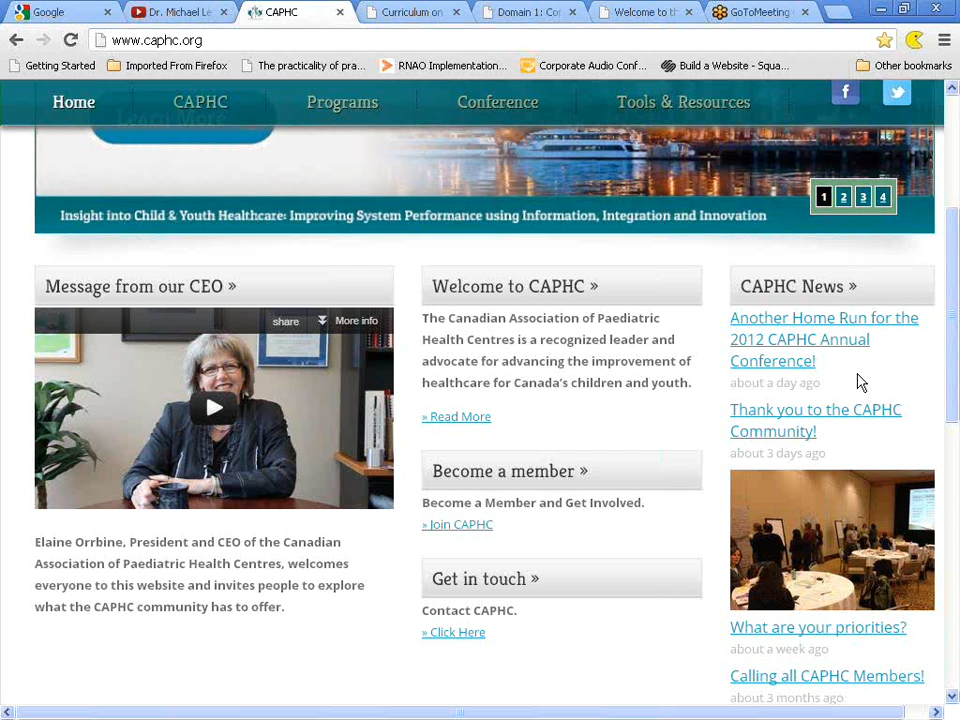 Google
Dr. Michael Le
CAPHC
Curriculum on
Domain 1: Co
Welcome to th
GoToMeeting
www.caphc.org
Getting Started
Imported From Firefox
The practicality of pra...
RNAO Implementation...
Corporate Audio Conf...
Build a Website - Squa...
Other bookmarks
Home
CAPHC
Programs
Conference
Tools & Resources
Learn More
1 2 3 4
Insight into Child & Youth Healthcare: Improving System Performance using Information, Integration and Innovation
Message from our CEO »
share
More info
Elaine Orrbine, President and CEO of the Canadian
Association of Paediatric Health Centres, welcomes
everyone to this website and invites people to explore
what the CAPHC community has to offer.
Welcome to CAPHC »
The Canadian Association of Paediatric
Health Centres is a recognized leader and
advocate for advancing the improvement of
healthcare for Canada's children and youth.
» Read More
Become a member »
Become a Member and Get Involved.
» Join CAPHC
Get in touch »
Contact CAPHC.
» Click Here
CAPHC News »
Another Home Run for the
2012 CAPHC Annual
Conference!
about a day ago
Thank you to the CAPHC
Community!
about 3 days ago
What are your priorities?
about a week ago
Calling all CAPHC Members!
about 3 months ago